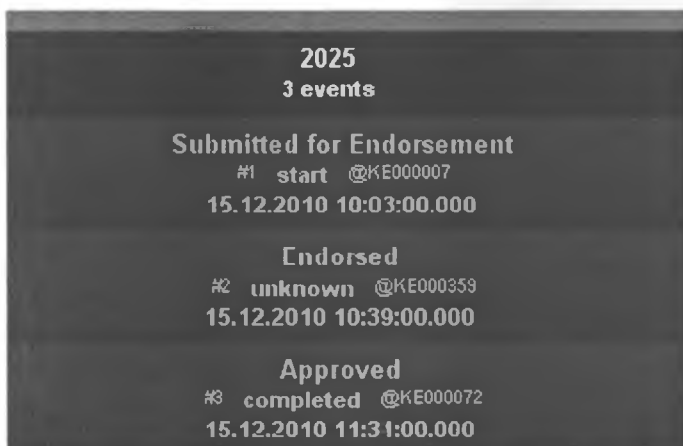 2025
3 events
Submitted for Endorsement
#1 start @KE000007
15.12.2010 10:03:00.000
Endorsed
#2 unknown @KE000359
15.12.2010 10:39:00.000
Approved
#3 completed @KE000072
15.12.2010 11:31:00.000